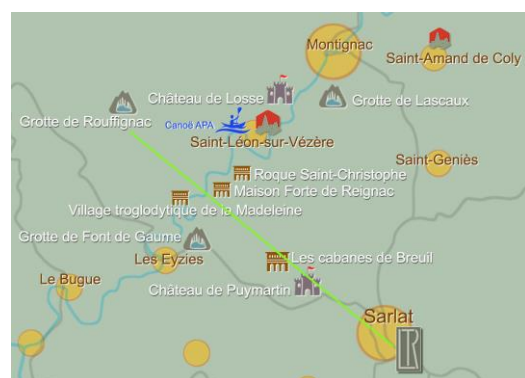 Montignac
Saint-Amand de Coly
Château de Losse
Grotte de Lascaux
Grotte de Rouffignac
Canoë APA
Saint-Léon-sur-Vézère
Saint-Geniès
Roque Saint-Christophe
Maison Forte de Reignac
Village troglodytique de la Madeleine
Grotte de Font de Gaume
Les Eyzies
Les cabanes de Breuil
Le Bugue
Château de Puymartin
Sarlat